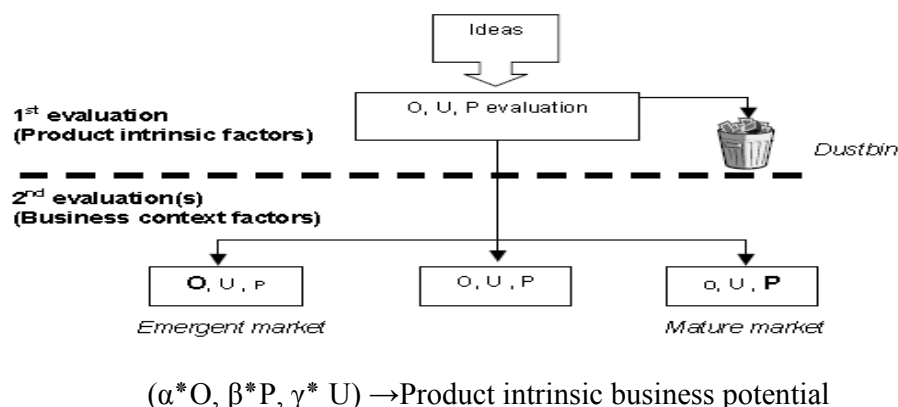 Ideas
O, U, P evaluation
1st evaluation
(Product intrinsic factors)
Dustbin
2nd evaluation(s)
(Business context factors)
O, U, P
O, U, P
o, U, P
Emergent market
Mature market
(α*O, β*P, γ* U) →Product intrinsic business potential